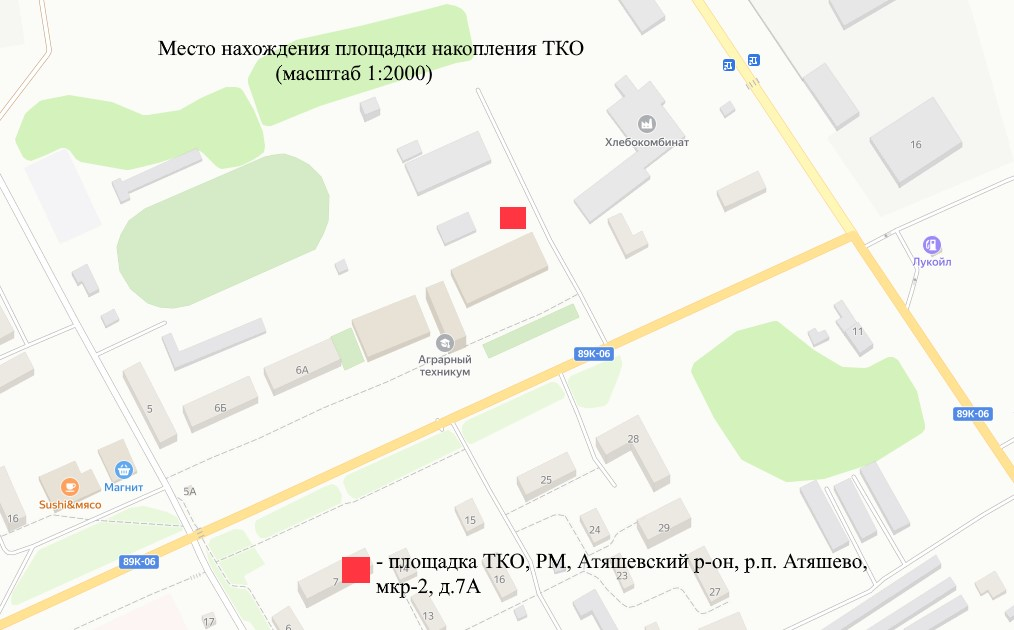 Место нахождения площадки накопления ТКО
(масштаб 1:2000)
Хлебокомбинат
16
Лукойл
11
89К-06
Аграрный
техникум
6А
6Б
5
28
89К-06
Магнит
Sushi&мясо
5А
25
16
15
24
29
89К-06
- площадка ТКО, РМ, Атяшевский р-он, р.п. Атяшево,
мкр-2, д.7А
7
14
16
23
27
13
17
6